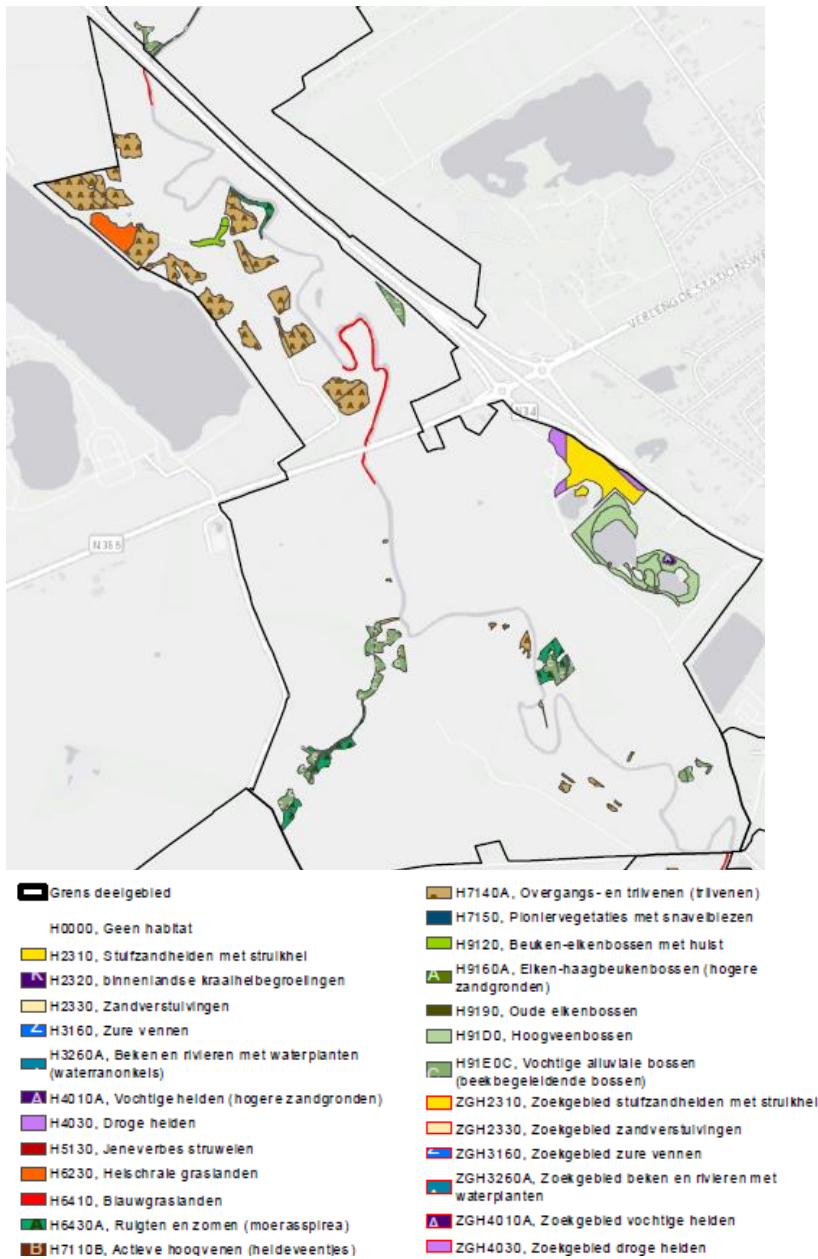 VERLENGDE STATIONSWE
N34
N366
Grens deelgebied
H0000, Geen habitat
H2310, Stuifzandheiden met struikhei
K H2320, binnenlandse kraaiheibegroeiingen
H2330, Zandverstuivingen
Z H3160, Zure vennen
H3260A, Beken en rivieren met waterplanten
(waterranonkels)
A H4010A, Vochtige heiden (hogere zandgronden)
H4030, Droge heiden
H5130, Jeneverbes struwelen
H6230, Heischrale graslanden
H6410, Blauwgraslanden
A H6430A, Ruigten en zomen (moerasspirea)
B H7110B, Actieve hoogvenen (heideveentjes)
H7140A, Overgangs- en trilvenen (trilvenen)
H7150, Pioniervegetaties met snavelbiezen
H9120, Beuken-eikenbossen met hulst
A H9160A, Eiken-haagbeukenbossen (hogere
zandgronden)
H9190, Oude eikenbossen
H91D0, Hoogveenbossen
C H91E0C, Vochtige alluviale bossen
(beekbegeleidende bossen)
ZGH2310, Zoekgebied stuifzandheiden met struikhei
ZGH2330, Zoekgebied zandverstuivingen
Z ZGH3160, Zoekgebied zure vennen
ZGH3260A, Zoekgebied beken en rivieren met
waterplanten
A ZGH4010A, Zoekgebied vochtige heiden
ZGH4030, Zoekgebied droge heiden